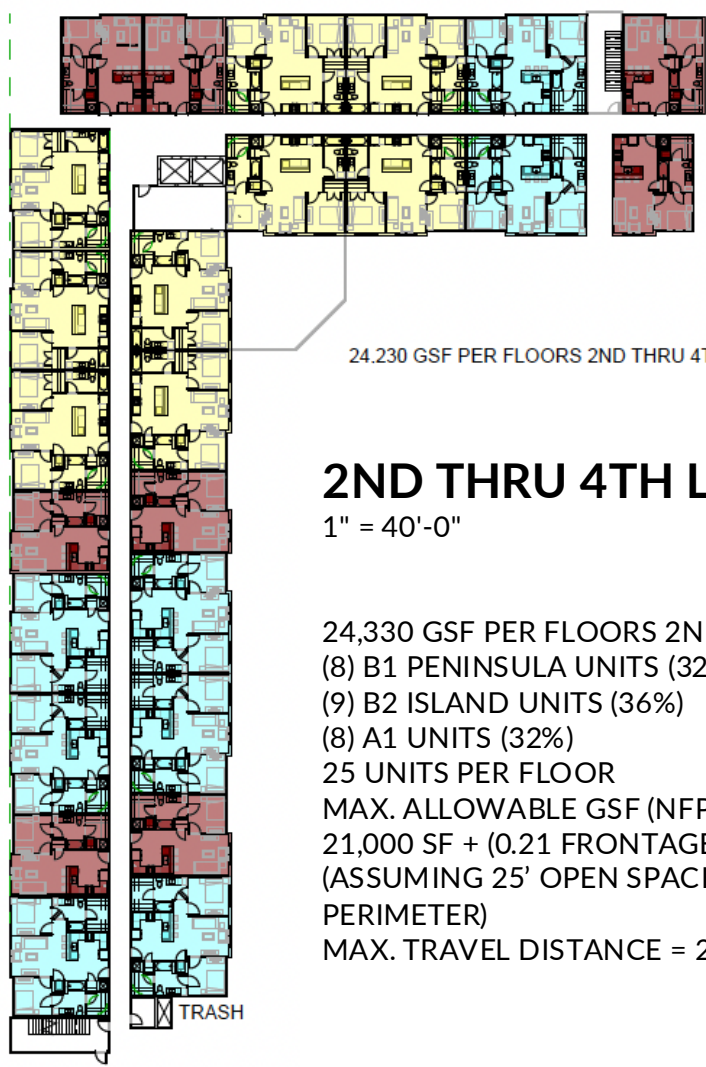 24,230 GSF PER FLOORS 2ND THRU 4T
2ND THRU 4TH L
1" = 40'-0"
24,330 GSF PER FLOORS 2N
(8) B1 PENINSULA UNITS (32
(9) B2 ISLAND UNITS (36%)
(8) A1 UNITS (32%)
25 UNITS PER FLOOR
MAX. ALLOWABLE GSF (NFP
21,000 SF + (0.21 FRONTAGE
(ASSUMING 25’ OPEN SPAC
PERIMETER)
MAX. TRAVEL DISTANCE = 2
TRASH